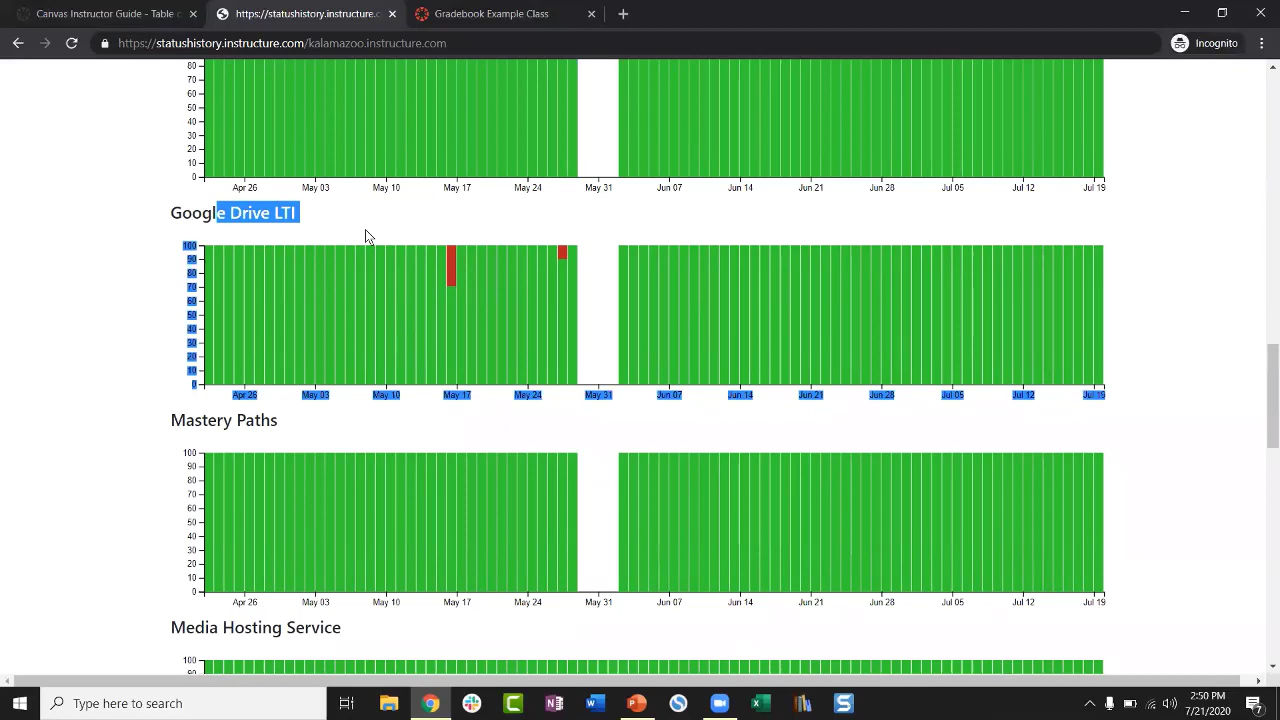 Canvas Instructor Guide - Table
https://statushistory.instructure.c
Gradebook Example Class
https://statushistory.instructure.com/kalamazoo.instructure.com
Incognito
80
70
60
50
40
30
20
10
0
Apr 26 May 03 May 10 May 17 May 24 May 31 Jun 07 Jun 14 Jun 21 Jun 28 Jul 05 Jul 12 Jul 19
Google Drive LTI
100
90
80
70
60
50
40
30
20
10
0
Apr 26 May 03 May 10 May 17 May 24 May 31 Jun 07 Jun 14 Jun 21 Jun 28 Jul 05 Jul 12 Jul 19
Mastery Paths
100
90
80
70
60
50
40
30
20
10
0
Apr 26 May 03 May 10 May 17 May 24 May 31 Jun 07 Jun 14 Jun 21 Jun 28 Jul 05 Jul 12 Jul 19
Media Hosting Service
100
90
Type here to search
2:50 PM
7/21/2020